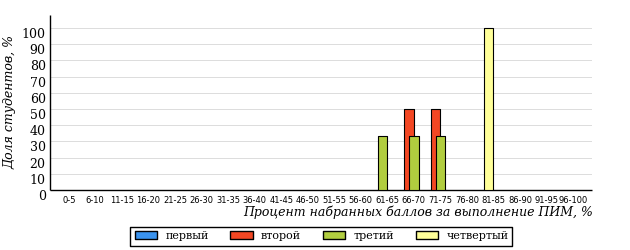 Доля студентов, %
100
90
80
70
60
50
40
30
20
10
0
0-5 6-10 11-15 16-20 21-25 26-30 31-35 36-40 41-45 46-50 51-55 56-60 61-65 66-70 71-75 76-80 81-85 86-90 91-95 96-100
Процент набранных баллов за выполнение ПИМ, %
первый второй третий четвертый